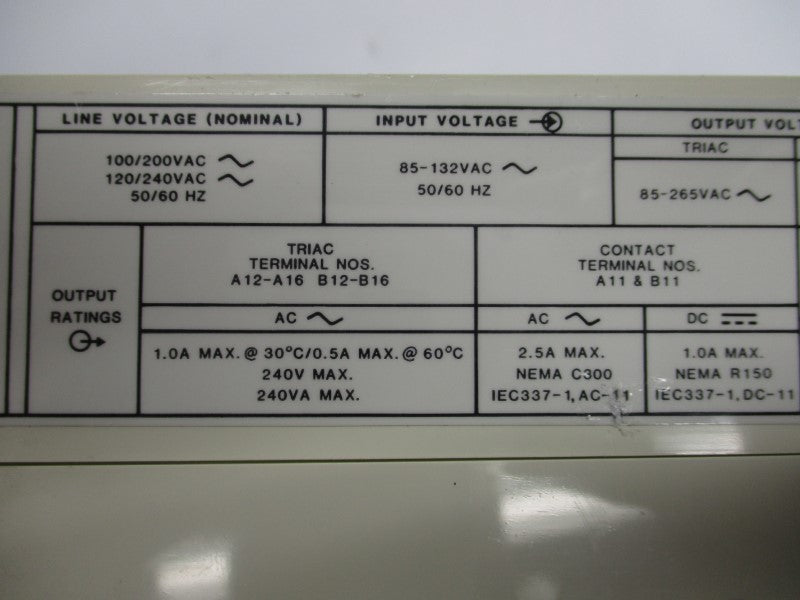 LINE VOLTAGE (NOMINAL)
100/200VAC
120/240VAC
50/60 HZ
INPUT VOLTAGE
85-132VAC
50/60 HZ
OUTPUT
TRIAC
85-265VAC
OUTPUT
RATINGS
TRIAC
TERMINAL NOS.
A12-A16 B12-B16
AC
1.0A MAX. @ 30°C/0.5A MAX. @ 60°C
240V MAX.
240VA MAX.
CONTACT
TERMINAL NOS.
A11 & B11
AC
2.5A MAX.
NEMA C300
IEC337-1, AC-11
DC
1.0A MAX.
NEMA R150
IEC337-1, DC-11